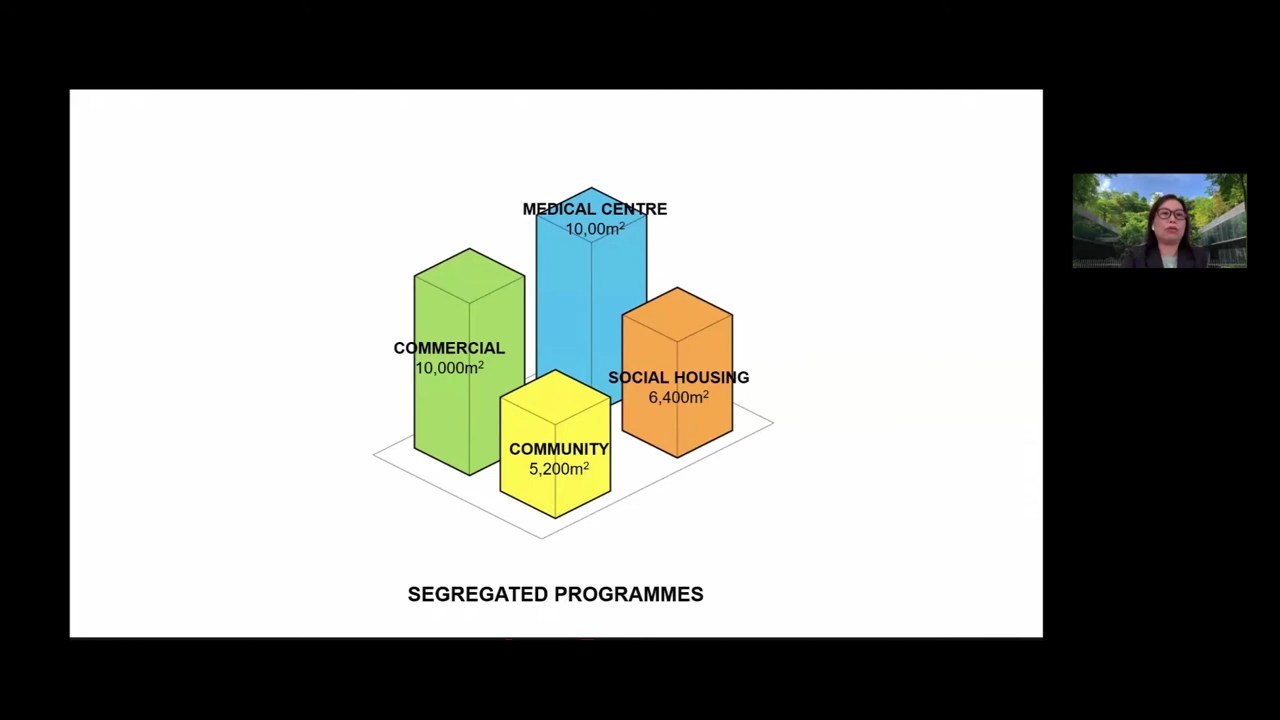 MEDICAL CENTRE
10,00m²
COMMERCIAL
10,000m²
SOCIAL HOUSING
6,400m²
COMMUNITY
5,200m²
SEGREGATED PROGRAMMES